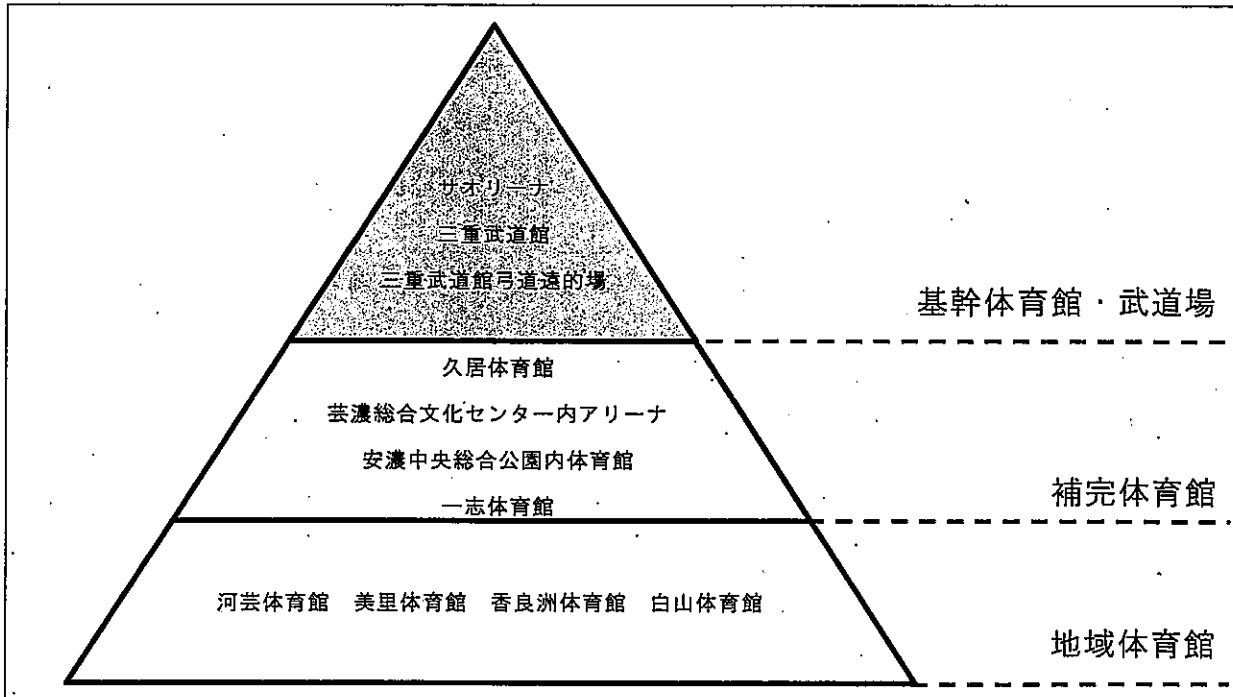 サオリーナ
三重武道館
三重武道館弓道遠的場
基幹体育館・武道場
久居体育館
芸濃総合文化センター内アリーナ
安濃中央総合公園内体育館
補完体育館
一志体育館
河芸体育館 美里体育館 香良洲体育館 白山体育館
地域体育館